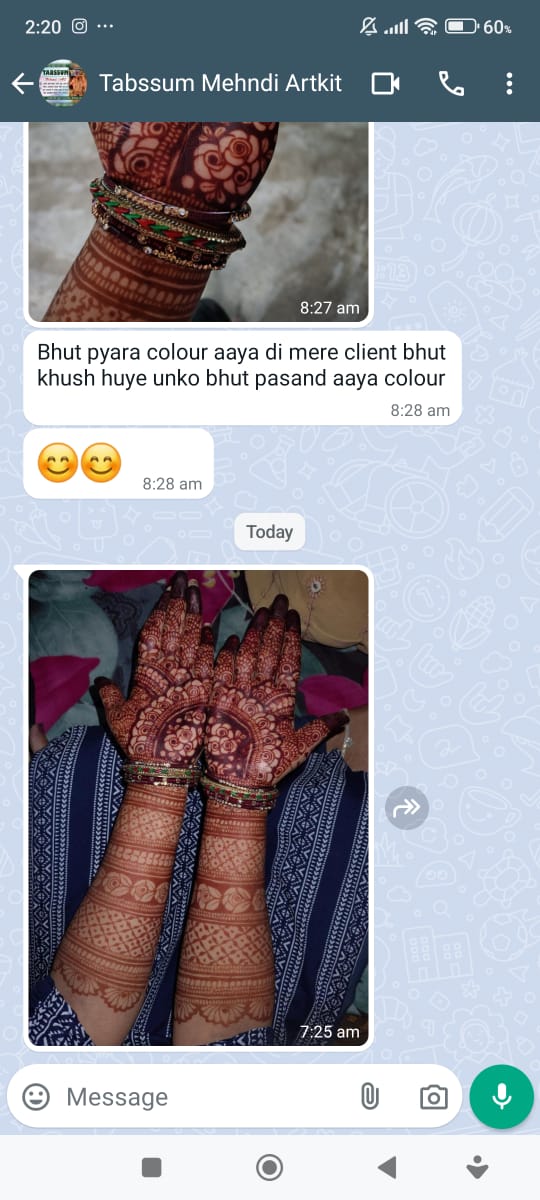 2:20
60%
TABSSUM
Tabssum Mehndi Artkit
8:27 am
Bhut pyara colour aaya di mere client bhut
khush huye unko bhut pasand aaya colour
8:28 am
😊😊
8:28 am
Today
7:25 am
Message